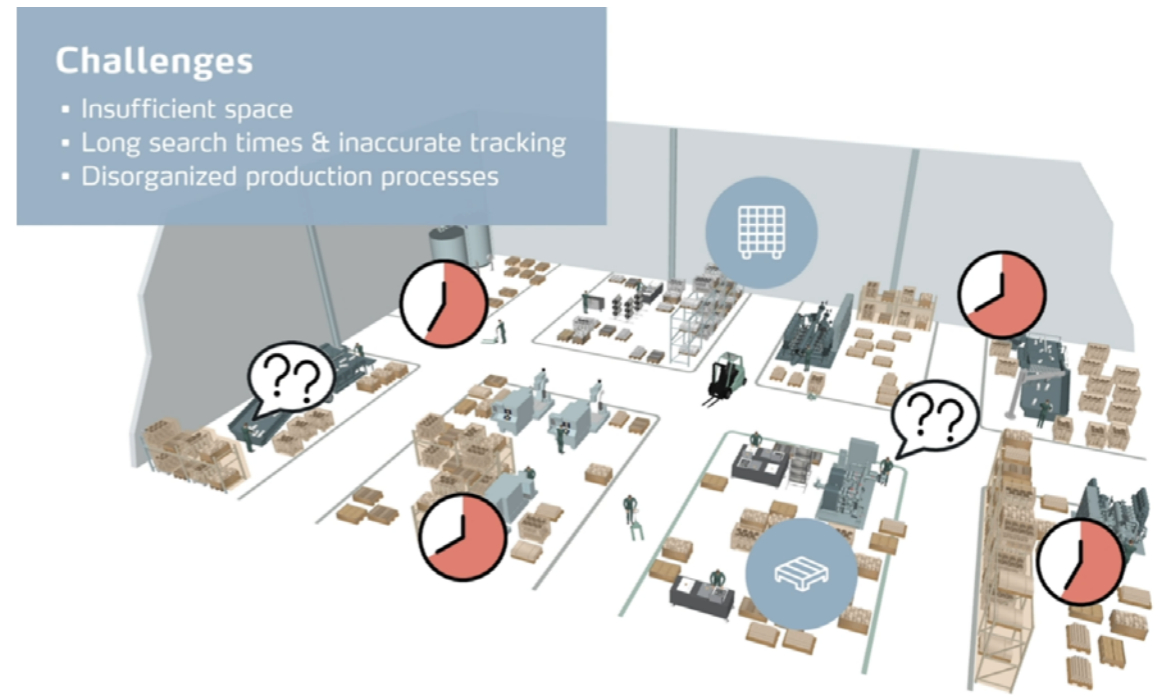 Challenges
▪ Insufficient space
▪ Long search times & inaccurate tracking
▪ Disorganized production processes
??
??